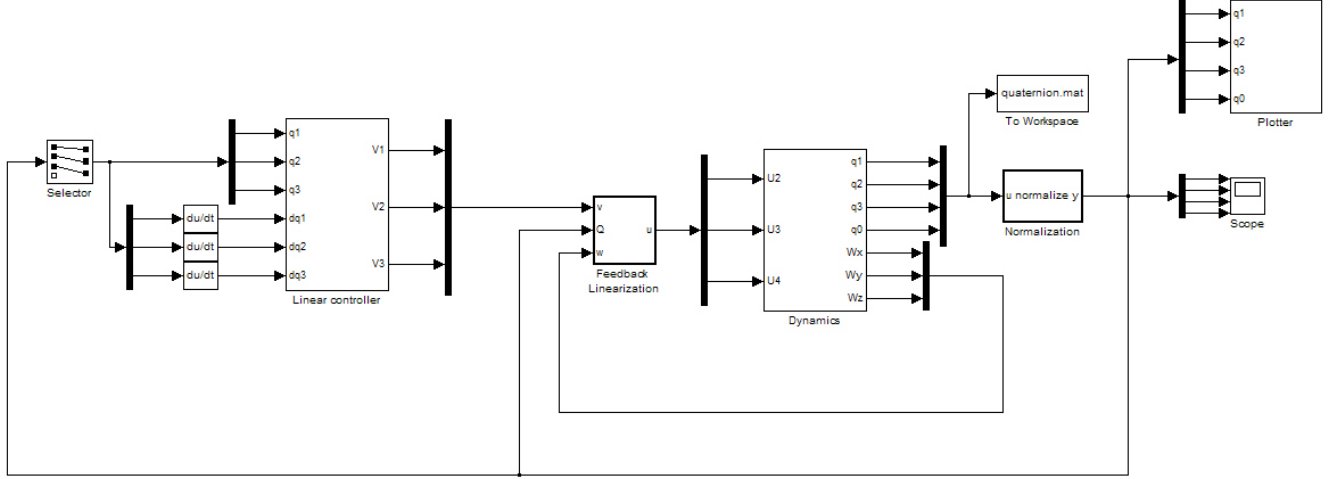 Selector
du/dt
du/dt
du/dt
q1
q2
q3
dq1
dq2
dq3
V1
V2
V3
Linear controller
v
Q
w
u
Feedback
Linearization
U2
U3
U4
q1
q2
q3
q0
Wx
Wy
Wz
Dynamics
quaternion.mat
To Workspace
u normalize y
Normalization
q1
q2
q3
q0
Plotter
Scope